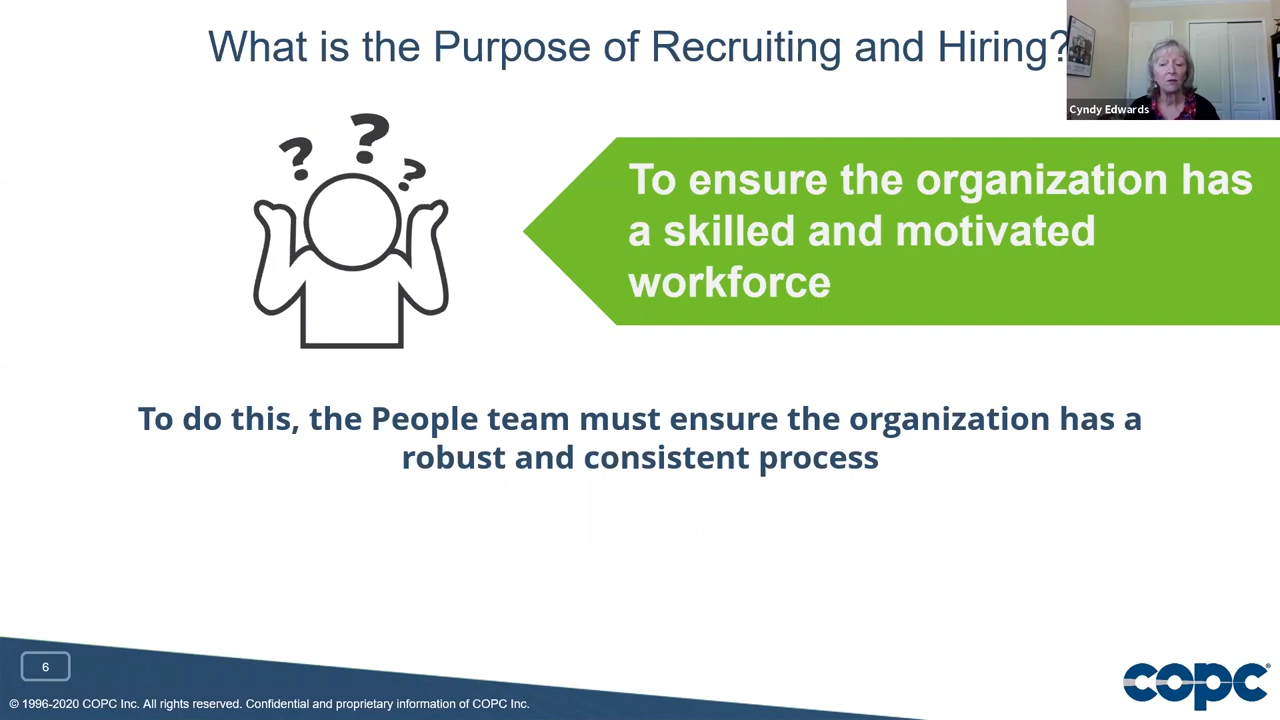 What is the Purpose of Recruiting and Hiring?
Cyndy Edwards
? ? ?
To ensure the organization has
a skilled and motivated
workforce
To do this, the People team must ensure the organization has a
robust and consistent process
6
© 1996-2020 COPC Inc. All rights reserved. Confidential and proprietary information of COPC Inc.
copc®